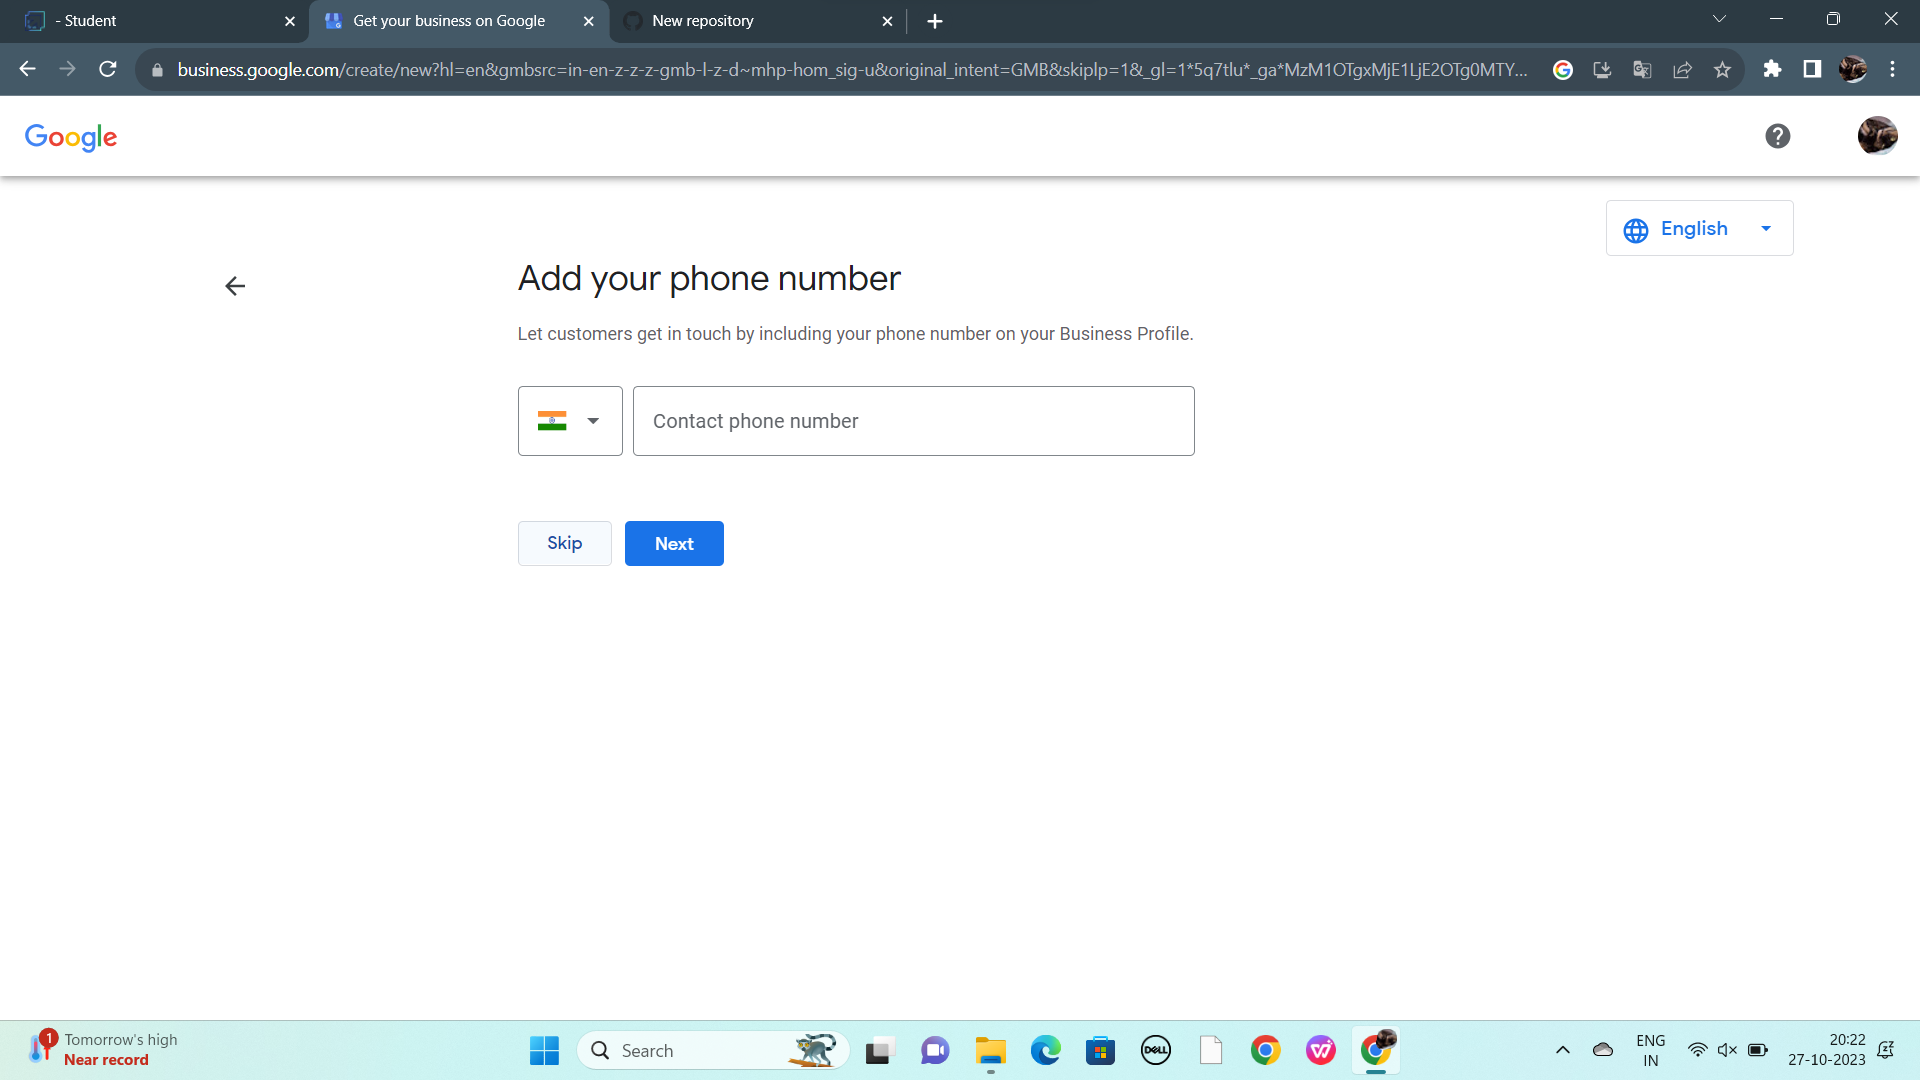 - Student
Get your business on Google
New repository
business.google.com/create/new?hl=en&gmbsrc=in-en-z-z-z-gmb-l-z-d~mhp-hom_sig-u&original_intent=GMB&skiplp=1&_gl=1*5q7tlu*_ga*MzM1OTgxMjE1LjE2OTg0MTY...
Google
English
Add your phone number
Let customers get in touch by including your phone number on your Business Profile.
Contact phone number
Skip
Next
1
Tomorrow's high
Near record
Search
DELL
ENG
IN
20:22
27-10-2023